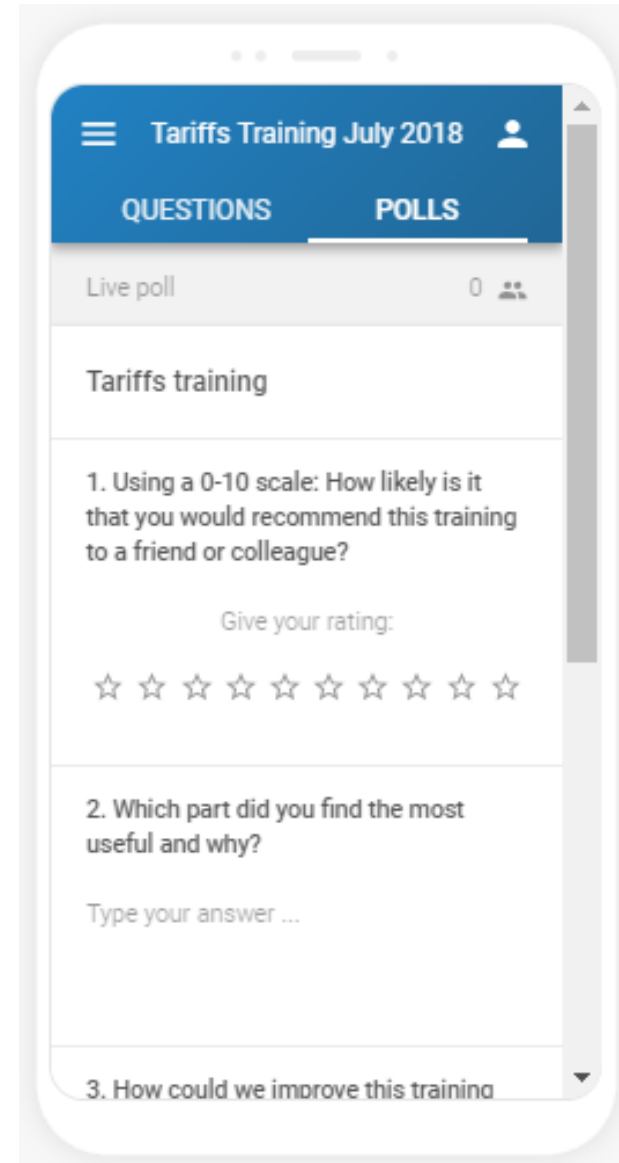 Tariffs Training July 2018
QUESTIONS POLLS
Live poll 0
Tariffs training
1. Using a 0-10 scale: How likely is it
that you would recommend this training
to a friend or colleague?
Give your rating:
2. Which part did you find the most
useful and why?
Type your answer ...
3. How could we improve this training